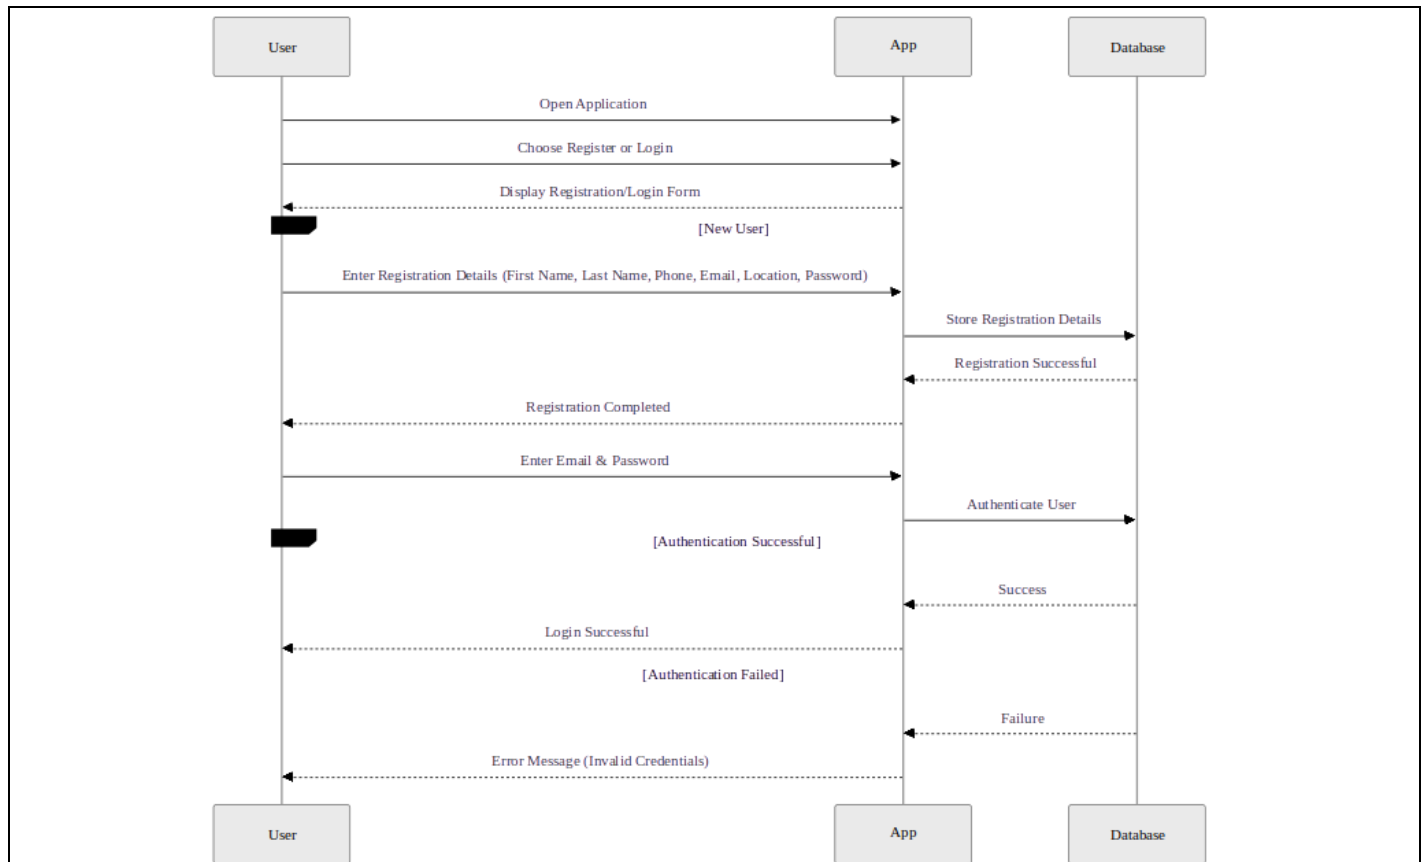 User
App
Database
Open Application
Choose Register or Login
Display Registration/Login Form
[New User]
Enter Registration Details (First Name, Last Name, Phone, Email, Location, Password)
Store Registration Details
Registration Successful
Registration Completed
Enter Email & Password
Authenticate User
[Authentication Successful]
Success
Login Successful
[Authentication Failed]
Failure
Error Message (Invalid Credentials)
User
App
Database